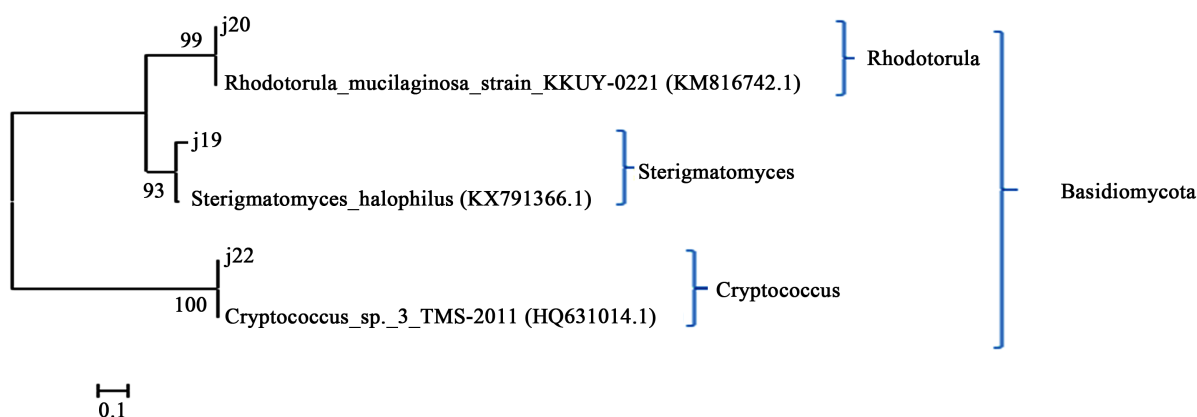 j20
99
Rhodotorula_mucilaginosa_strain_KKUY-0221 (KM816742.1)
Rhodotorula
j19
93
Sterigmatomyces_halophilus (KX791366.1)
Sterigmatomyces
Basidiomycota
j22
100
Cryptococcus_sp._3_TMS-2011 (HQ631014.1)
Cryptococcus
0.1